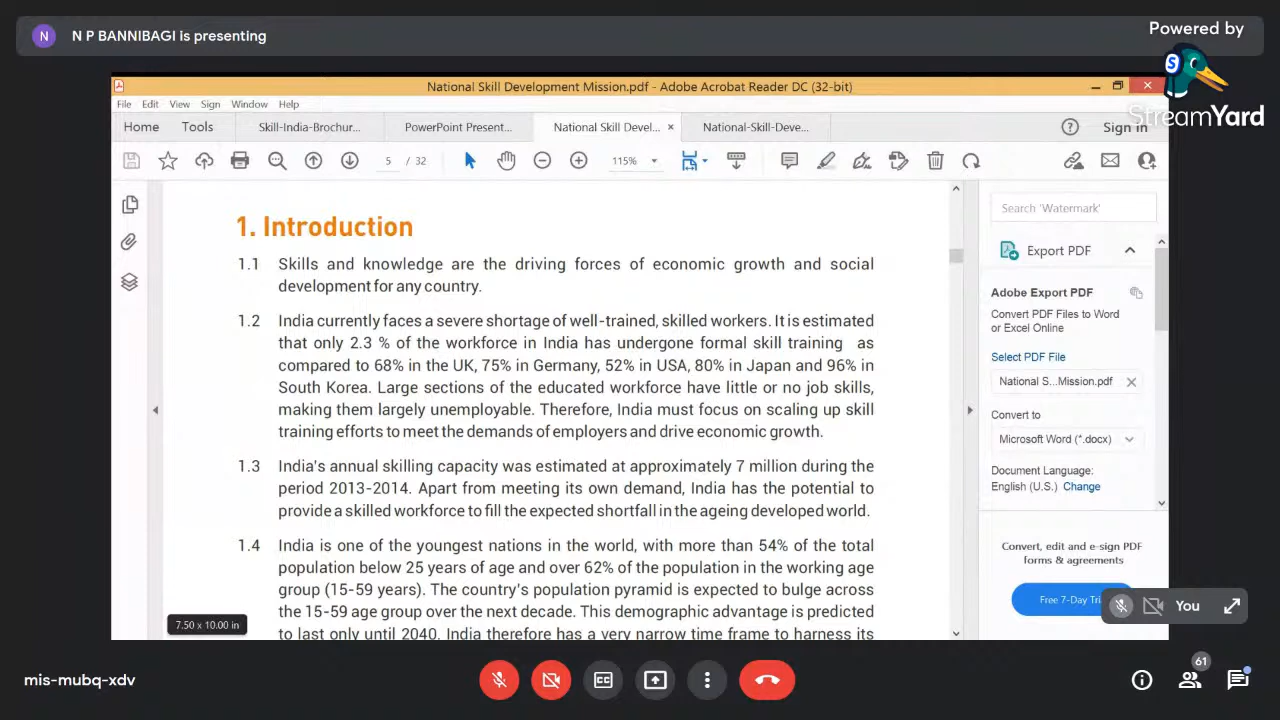 N
N P BANNIBAGI is presenting
Powered by
StreamYard
National Skill Development Mission.pdf - Adobe Acrobat Reader DC (32-bit)
File Edit View Sign Window Help
Home Tools Skill-India-Brochur... PowerPoint Present... National Skill Devel... × National-Skill-Deve... Sign In
5 / 32 115%
1. Introduction
1.1 Skills and knowledge are the driving forces of economic growth and social
development for any country.
1.2 India currently faces a severe shortage of well-trained, skilled workers. It is estimated
that only 2.3 % of the workforce in India has undergone formal skill training as
compared to 68% in the UK, 75% in Germany, 52% in USA, 80% in Japan and 96% in
South Korea. Large sections of the educated workforce have little or no job skills,
making them largely unemployable. Therefore, India must focus on scaling up skill
training efforts to meet the demands of employers and drive economic growth.
1.3 India's annual skilling capacity was estimated at approximately 7 million during the
period 2013-2014. Apart from meeting its own demand, India has the potential to
provide a skilled workforce to fill the expected shortfall in the ageing developed world.
1.4 India is one of the youngest nations in the world, with more than 54% of the total
population below 25 years of age and over 62% of the population in the working age
group (15-59 years). The country's population pyramid is expected to bulge across
the 15-59 age group over the next decade. This demographic advantage is predicted
to last only until 2040. India therefore has a very narrow time frame to harness its
7.50 x 10.00 in
Search 'Watermark'
Export PDF
Adobe Export PDF
Convert PDF Files to Word
or Excel Online
Select PDF File
National S...Mission.pdf
Convert to
Microsoft Word (*.docx)
Document Language:
English (U.S.) Change
Convert, edit and e-sign PDF
forms & agreements
Free 7-Day Tri
You
mis-mubq-xdv
CC
61